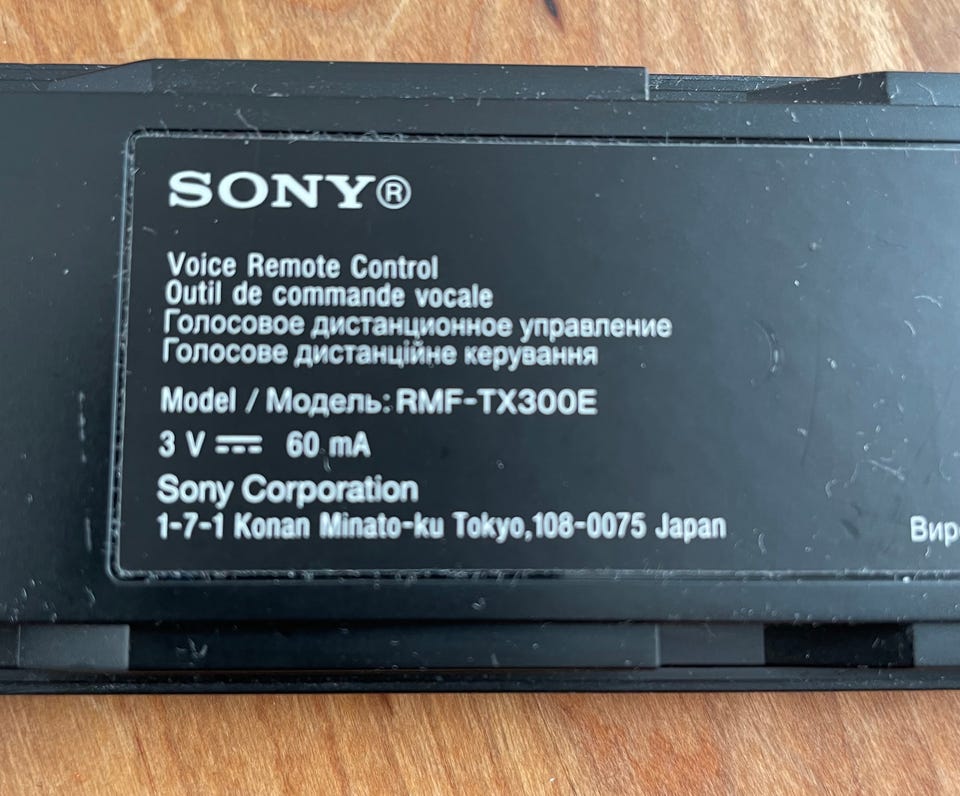 SONY®
Voice Remote Control
Outil de commande vocale
Голосовое дистанционное управление
Голосове дистанційне керування
Model / Модель: RMF-TX300E
3 V ⎓ 60 mA
Sony Corporation
1-7-1 Konan Minato-ku Tokyo,108-0075 Japan